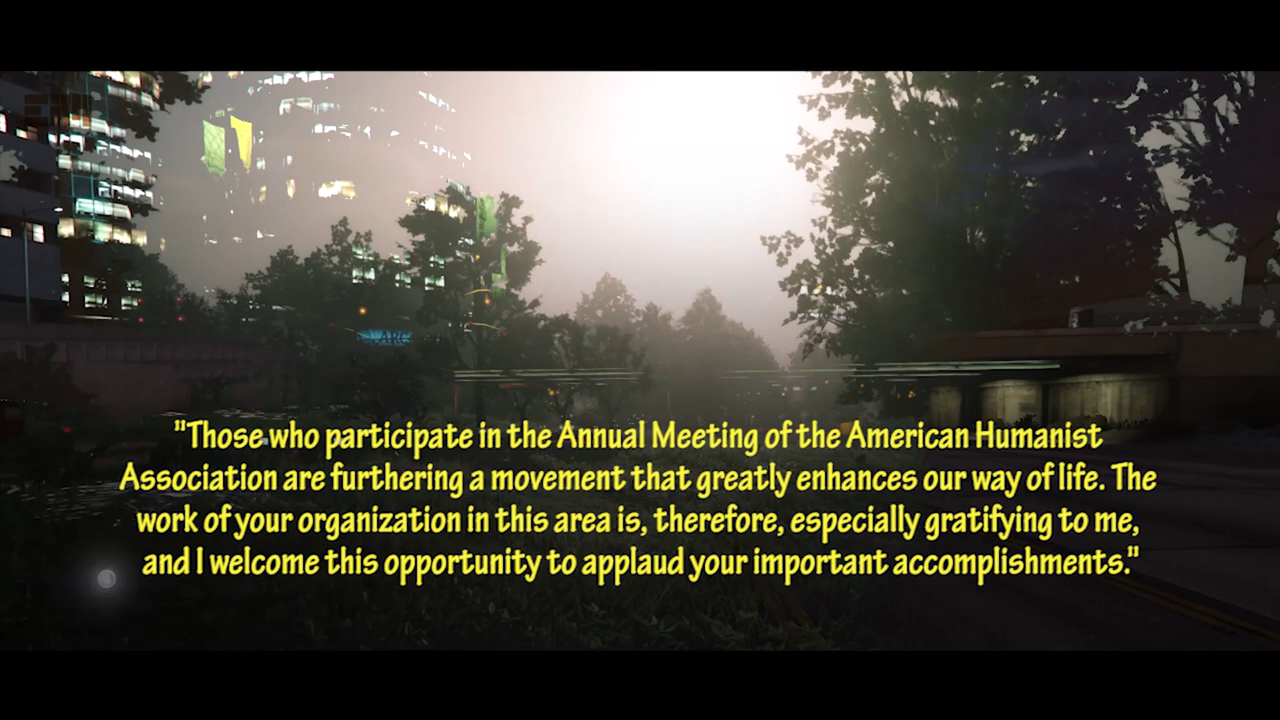 "Those who participate in the Annual Meeting of the American Humanist
Association are furthering a movement that greatly enhances our way of life. The
work of your organization in this area is, therefore, especially gratifying to me,
and I welcome this opportunity to applaud your important accomplishments."